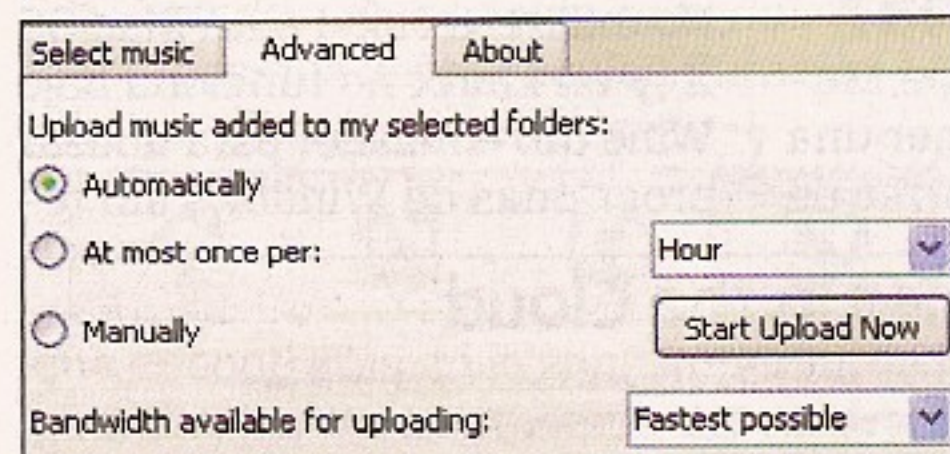 Select music Advanced About
Upload music added to my selected folders:
Automatically
At most once per: Hour
Manually Start Upload Now
Bandwidth available for uploading: Fastest possible
Cloud